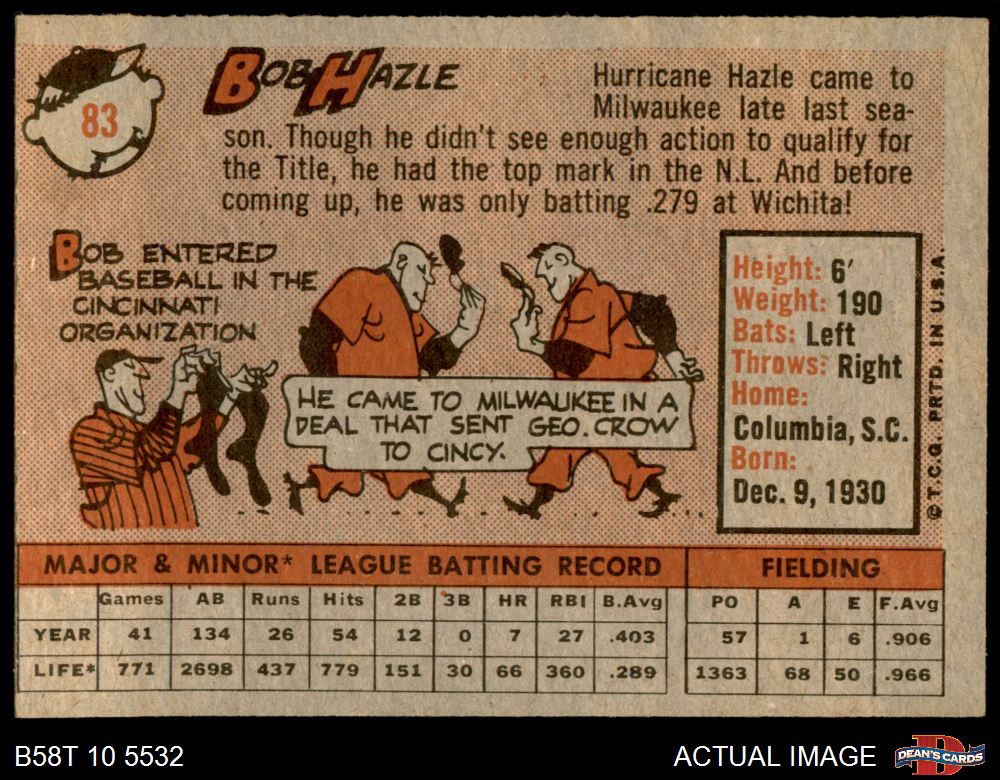 83
BOB HAZLE
Hurricane Hazle came to
Milwaukee late last sea-
son. Though he didn't see enough action to qualify for
the Title, he had the top mark in the N.L. And before
coming up, he was only batting .279 at Wichita!
BOB ENTERED
BASEBALL IN THE
CINCINNATI
ORGANIZATION
HE CAME TO MILWAUKEE IN A
DEAL THAT SENT GEO. CROW
TO CINCY.
Height: 6'
Weight: 190
Bats: Left
Throws: Right
Home:
Columbia, S.C.
Born:
Dec. 9, 1930
© T.C.G. PRTD. IN U.S.A.
MAJOR & MINOR* LEAGUE BATTING RECORD FIELDING
Games AB Runs Hits 2B 3B HR RBI B.Avg PO A E F.Avg
YEAR 41 134 26 54 12 0 7 27 .403 57 1 6 .906
LIFE* 771 2698 437 779 151 30 66 360 .289 1363 68 50 .966
B58T 10 5532 ACTUAL IMAGE DEAN'S CARDS